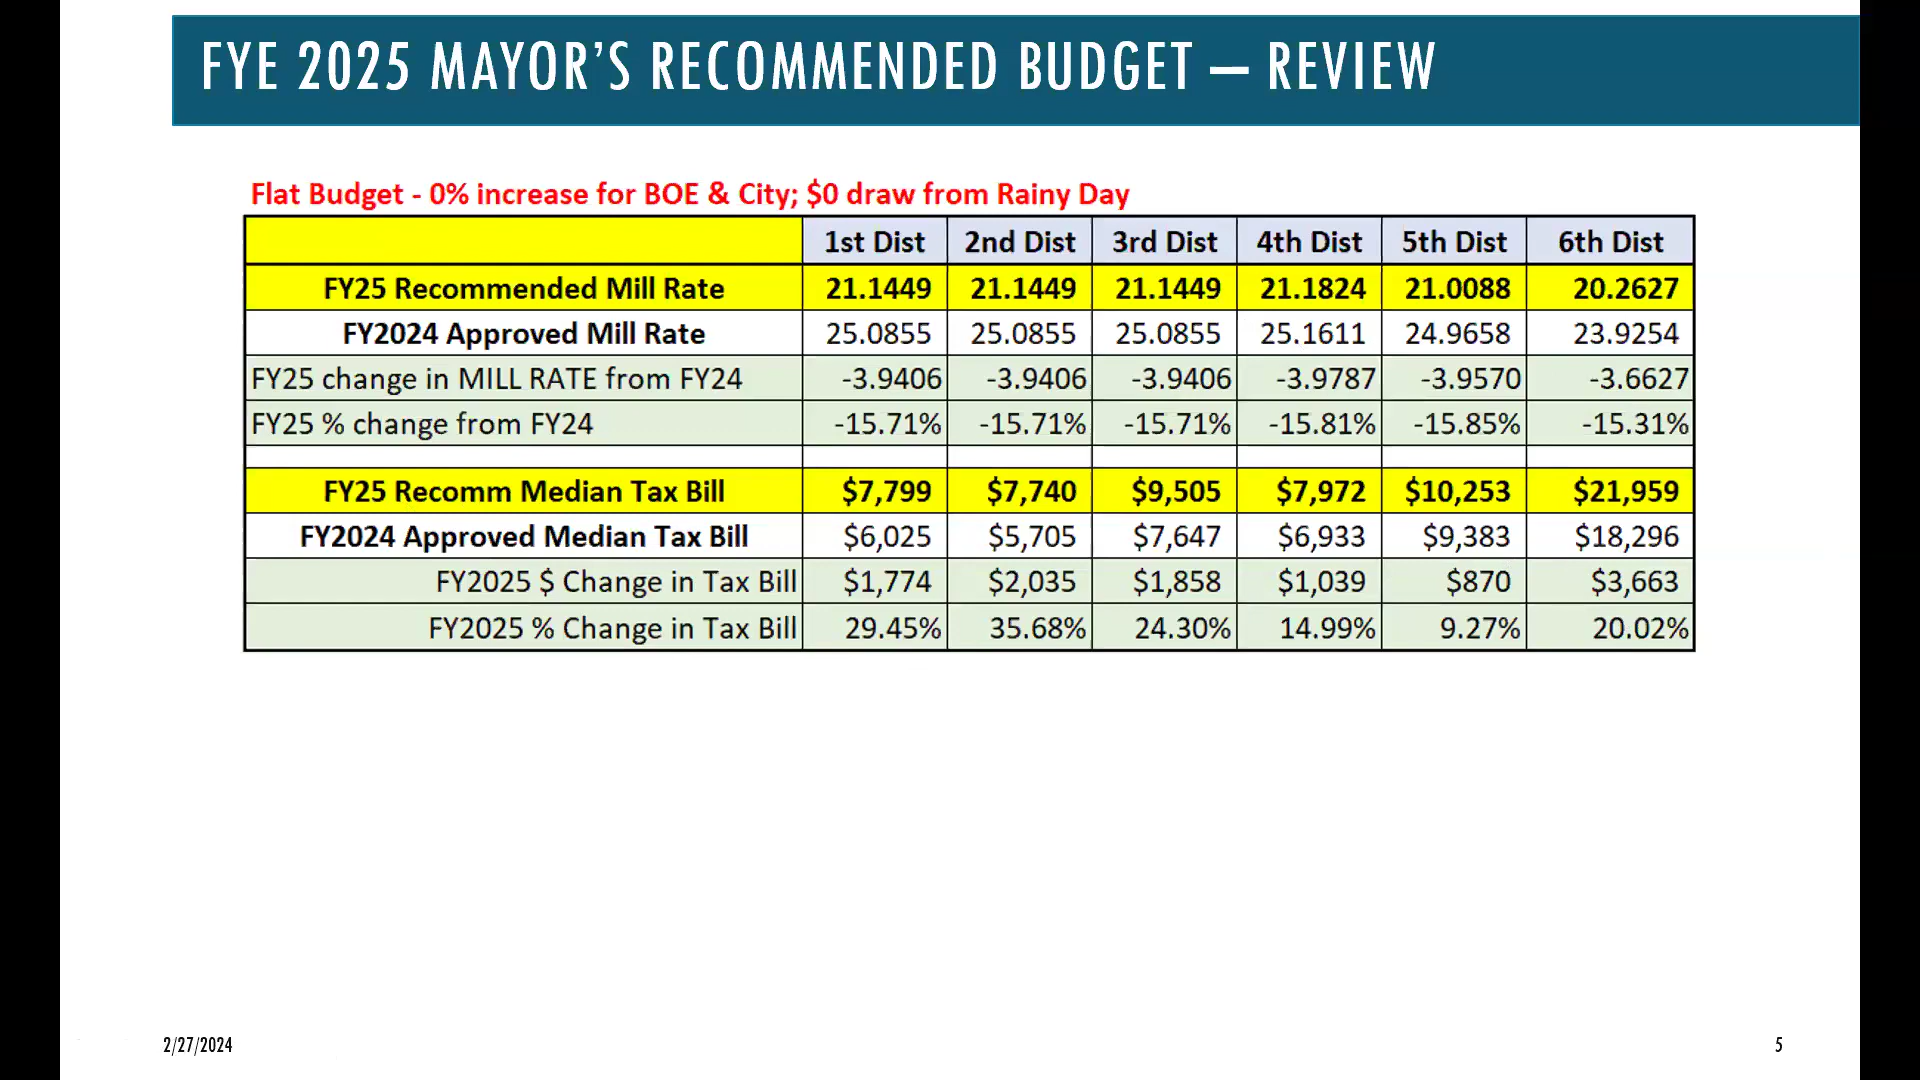 FYE 2025 MAYOR'S RECOMMENDED BUDGET — REVIEW
Flat Budget - 0% increase for BOE & City; $0 draw from Rainy Day
1st Dist 2nd Dist 3rd Dist 4th Dist 5th Dist 6th Dist
FY25 Recommended Mill Rate 21.1449 21.1449 21.1449 21.1824 21.0088 20.2627
FY2024 Approved Mill Rate 25.0855 25.0855 25.0855 25.1611 24.9658 23.9254
FY25 change in MILL RATE from FY24 -3.9406 -3.9406 -3.9406 -3.9787 -3.9570 -3.6627
FY25 % change from FY24 -15.71% -15.71% -15.71% -15.81% -15.85% -15.31%
FY25 Recomm Median Tax Bill $7,799 $7,740 $9,505 $7,972 $10,253 $21,959
FY2024 Approved Median Tax Bill $6,025 $5,705 $7,647 $6,933 $9,383 $18,296
FY2025 $ Change in Tax Bill $1,774 $2,035 $1,858 $1,039 $870 $3,663
FY2025 % Change in Tax Bill 29.45% 35.68% 24.30% 14.99% 9.27% 20.02%
2/27/2024 5